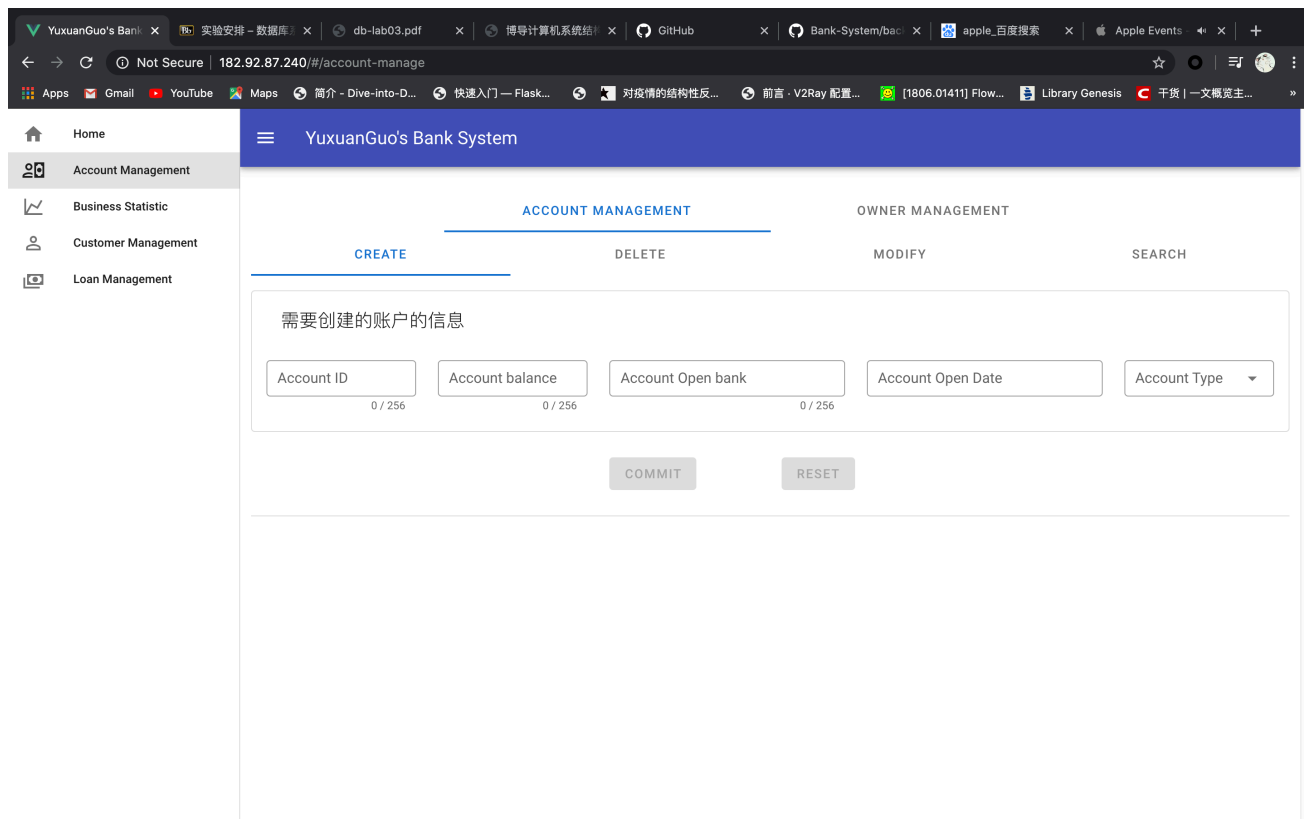 YuxuanGuo's Bank
实验安排 – 数据库
db-lab03.pdf
博导计算机系统结构
GitHub
Bank-System/bac
apple_百度搜索
Apple Events
Not Secure
182.92.87.240/#/account-manage
Apps
Gmail
YouTube
Maps
简介 - Dive-into-D...
快速入门 — Flask...
对疫情的结构性反...
前言 · V2Ray 配置...
[1806.01411] Flow...
Library Genesis
干货 | 一文概览主...
»
Home
Account Management
Business Statistic
Customer Management
Loan Management
YuxuanGuo's Bank System
ACCOUNT MANAGEMENT
OWNER MANAGEMENT
CREATE
DELETE
MODIFY
SEARCH
需要创建的账户的信息
Account ID
Account balance
Account Open bank
Account Open Date
Account Type
0 / 256
0 / 256
0 / 256
COMMIT
RESET